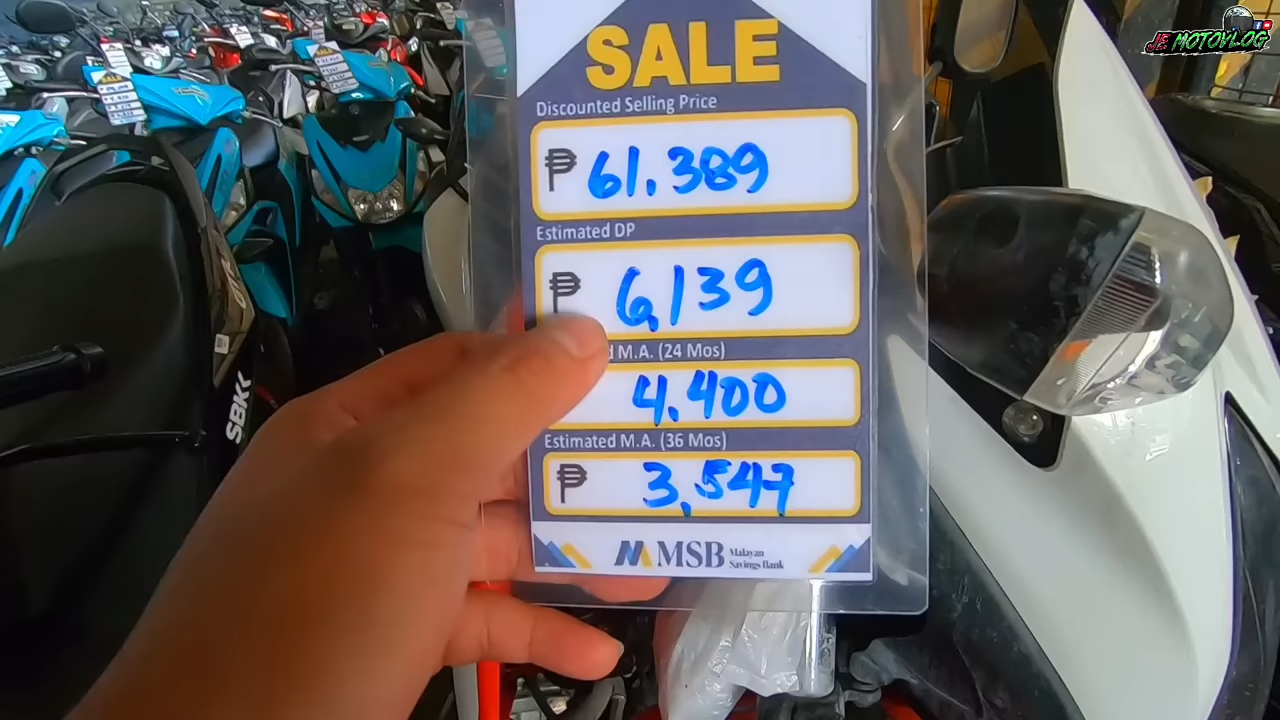 JE MOTOVLOG
SALE
Discounted Selling Price
₱ 61.389
Estimated DP
₱ 6,139
d M.A. (24 Mos)
4.400
Estimated M.A. (36 Mos)
₱ 3,547
MSB Malayan
Savings Bank
SBK